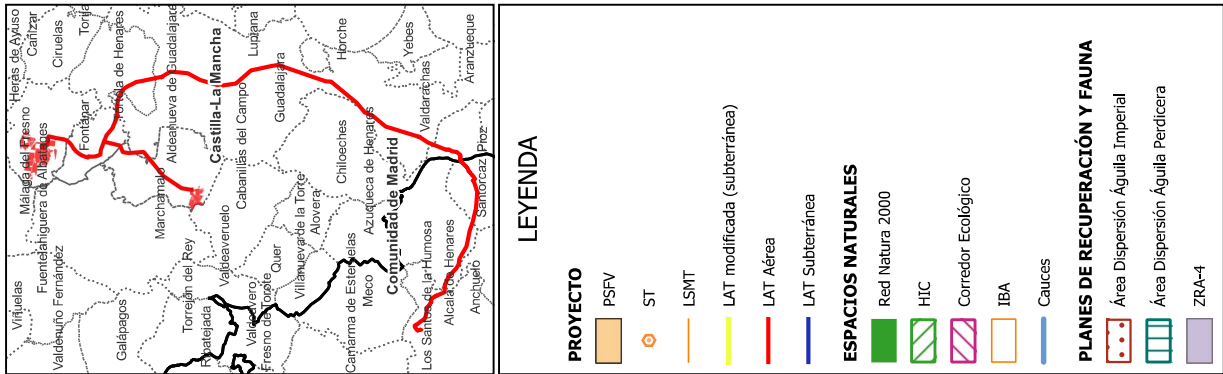 Heras de Ayuso
Cañizar
Ciruelas
Torija
Tórtola de Henares
Aldeanueva de Guadalajara
Castilla-La Mancha
Lupiana
Guadalajara
Horche
Yebes
Aranzueque
Málaga del Fresno
Fontanar
Marchamalo
Cabanillas del Campo
Chiloeches
Azuqueca de Henares
Comunidad de Madrid
Valdarachas
Pioz
Santorcaz
Viñuelas
Fuentelahiguera de Albatages
Valdenuño Fernández
Galápagos
Torrejón del Rey
Valdeaveruelo
Quer
Villanueva de la Torre
Alovera
Ribatejada
Valdeavero
Fresno de Torote
Camarma de Esteruelas
Meco
Los Santos de la Humosa
Alcalá de Henares
Anchuelo
LEYENDA
PROYECTO
PSFV
ST
LSMT
LAT modificada (subterránea)
LAT Aérea
LAT Subterránea
ESPACIOS NATURALES
Red Natura 2000
HIC
Corredor Ecológico
IBA
Cauces
PLANES DE RECUPERACIÓN Y FAUNA
Área Dispersión Águila Imperial
Área Dispersión Águila Perdicera
ZRA-4